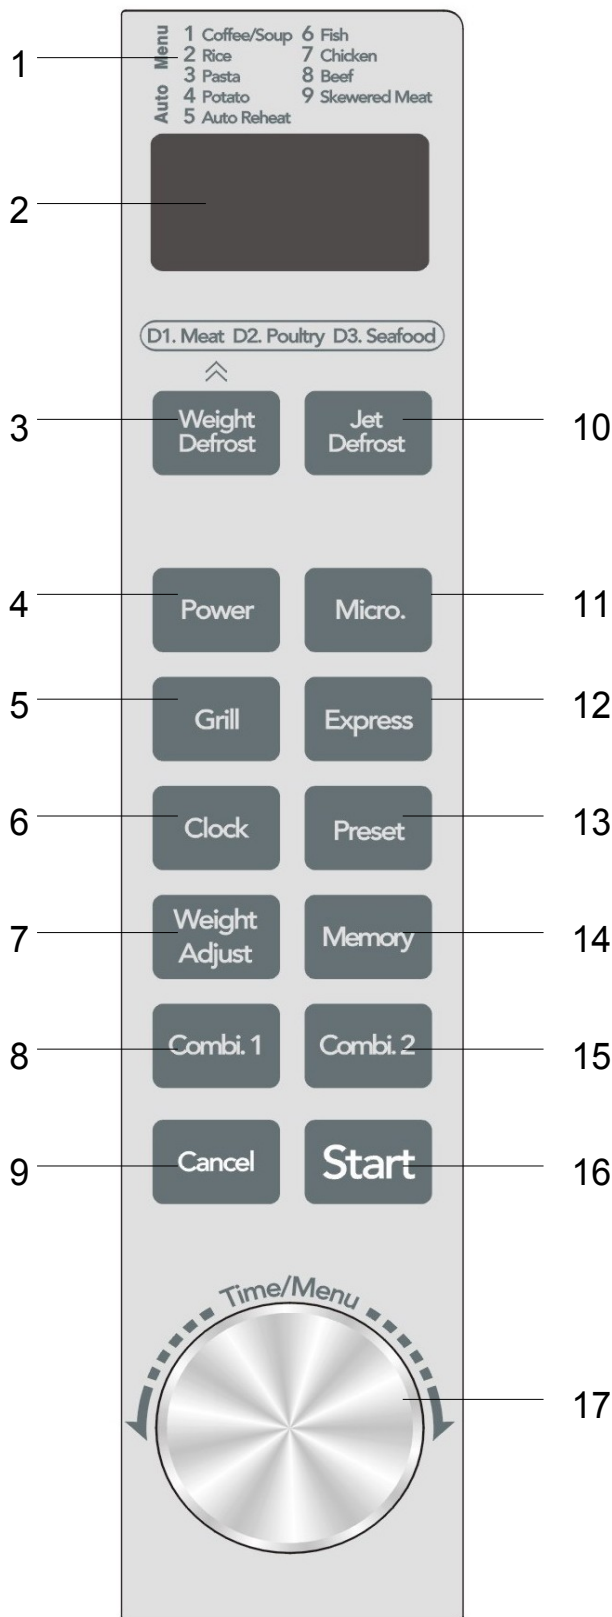 Auto Menu
1 Coffee/Soup 6 Fish
2 Rice 7 Chicken
3 Pasta 8 Beef
4 Potato 9 Skewered Meat
5 Auto Reheat
1
2
D1. Meat D2. Poultry D3. Seafood
3
Weight
Defrost
Jet
Defrost
10
4
Power
Micro.
11
5
Grill
Express
12
6
Clock
Preset
13
7
Weight
Adjust
Memory
14
8
Combi. 1
Combi. 2
15
9
Cancel
Start
16
Time/Menu
17